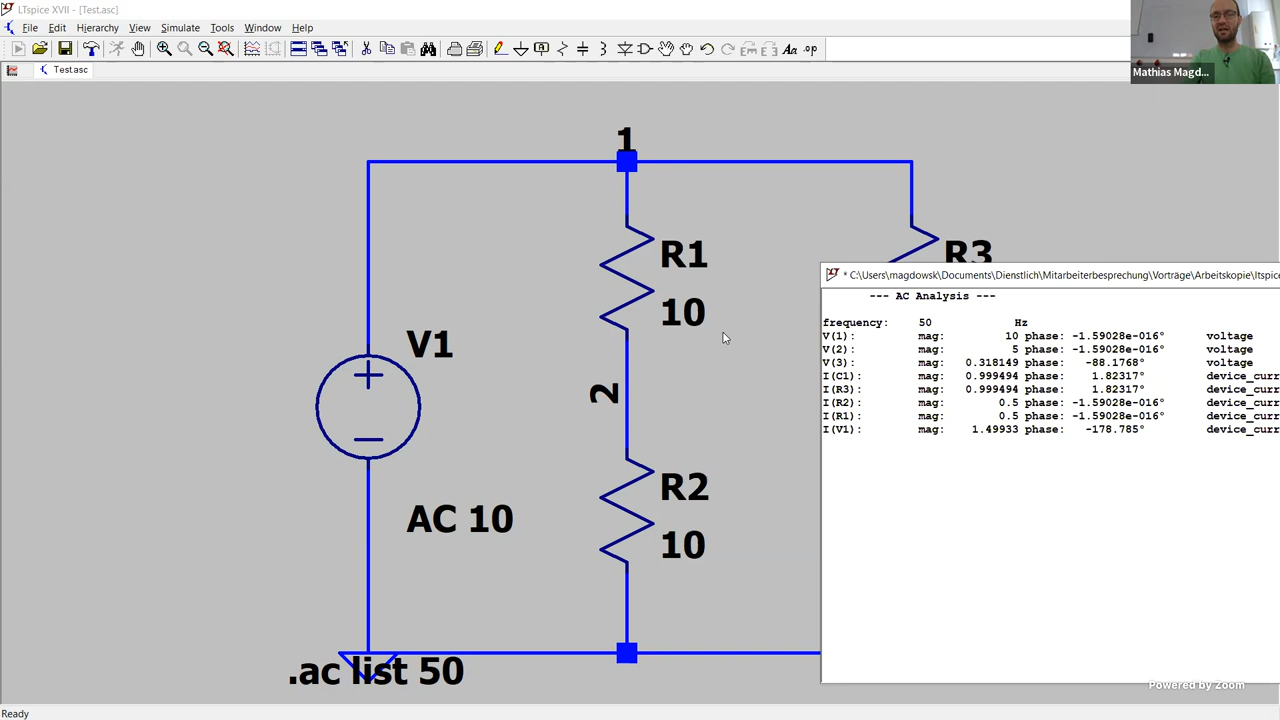 LTspice XVII - [Test.asc]
File Edit Hierarchy View Simulate Tools Window Help
Test.asc
Mathias Magd...
1
R1
10
R3
V1
2
AC 10
R2
10
.ac list 50
* C:\Users\magdowsk\Documents\Dienstlich\Mitarbeiterbesprechung\Vorträge\Arbeitskopie/ltspice
--- AC Analysis ---
frequency: 50 Hz
V(1): mag: 10 phase: -1.59028e-016° voltage
V(2): mag: 5 phase: -1.59028e-016° voltage
V(3): mag: 0.318149 phase: -88.1768° voltage
I(C1): mag: 0.999494 phase: 1.82317° device_curr
I(R3): mag: 0.999494 phase: 1.82317° device_curr
I(R2): mag: 0.5 phase: -1.59028e-016° device_curr
I(R1): mag: 0.5 phase: -1.59028e-016° device_curr
I(V1): mag: 1.49933 phase: -178.785° device_curr
Powered by Zoom
Ready